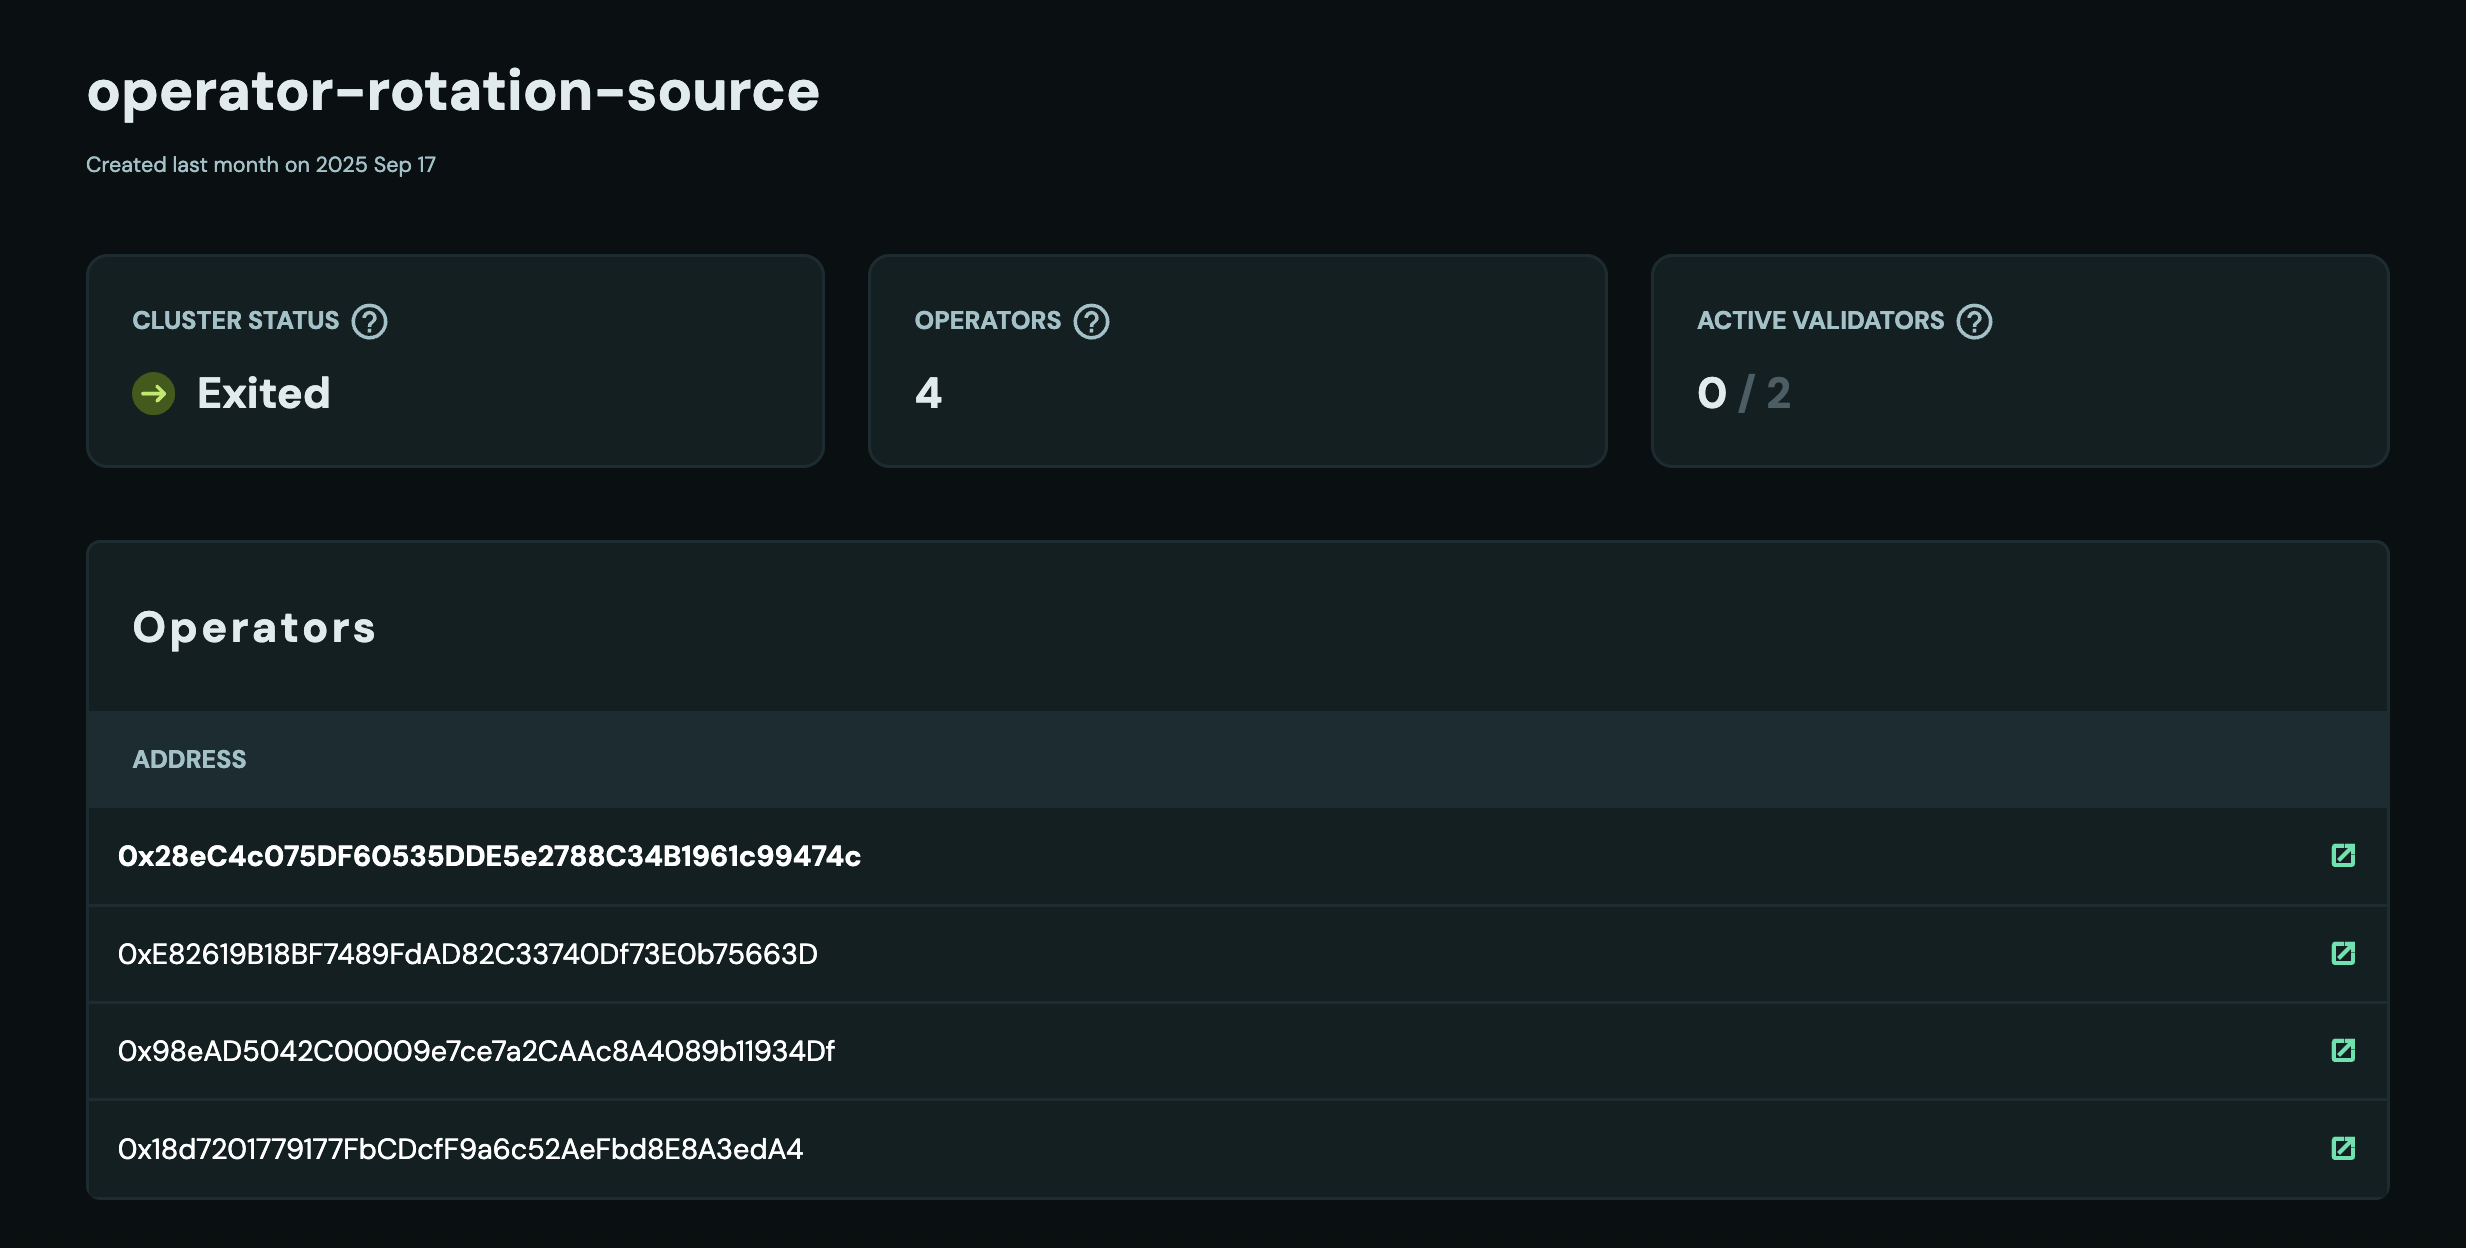 operator-rotation-source
Created last month on 2025 Sep 17
CLUSTER STATUS
Exited
OPERATORS
4
ACTIVE VALIDATORS
0 / 2
Operators
ADDRESS
0x28eC4c075DF60535DDE5e2788C34B1961c99474c
0xE82619B18BF7489FdAD82C33740Df73E0b75663D
0x98eAD5042C00009e7ce7a2CAAc8A4089b11934Df
0x18d7201779177FbCDcfF9a6c52AeFbd8E8A3edA4